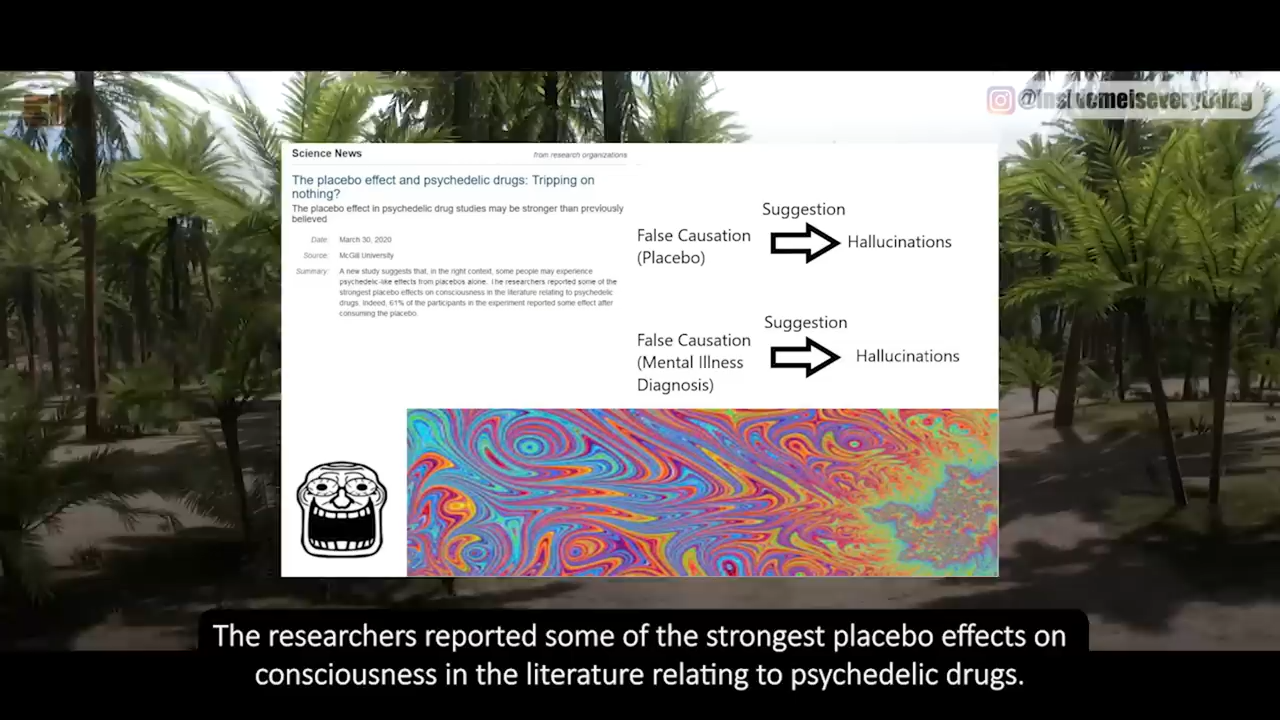 @insidemeiseverything
Science News
from research organizations
The placebo effect and psychedelic drugs: Tripping on
nothing?
The placebo effect in psychedelic drug studies may be stronger than previously
believed
Date: March 30, 2020
Source: McGill University
Summary: A new study suggests that, in the right context, some people may experience
psychedelic-like effects from placebos alone. The researchers reported some of the
strongest placebo effects on consciousness in the literature relating to psychedelic
drugs. Indeed, 61% of the participants in the experiment reported some effect after
consuming the placebo.
Suggestion
False Causation
(Placebo)
Hallucinations
Suggestion
False Causation
(Mental Illness
Diagnosis)
Hallucinations
The researchers reported some of the strongest placebo effects on
consciousness in the literature relating to psychedelic drugs.